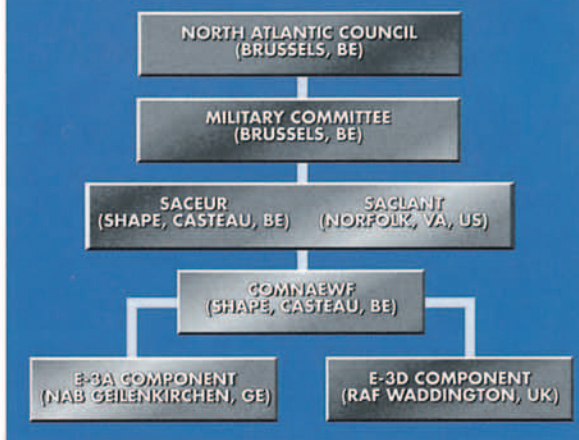 NORTH ATLANTIC COUNCIL
(BRUSSELS, BE)
MILITARY COMMITTEE
(BRUSSELS, BE)
SACEUR
(SHAPE, CASTEAU, BE)
SACLANT
(NORFOLK, VA, US)
COMNAEWF
(SHAPE, CASTEAU, BE)
E-3A COMPONENT
(NAB GEILENKIRCHEN, GE)
E-3D COMPONENT
(RAF WADDINGTON, UK)